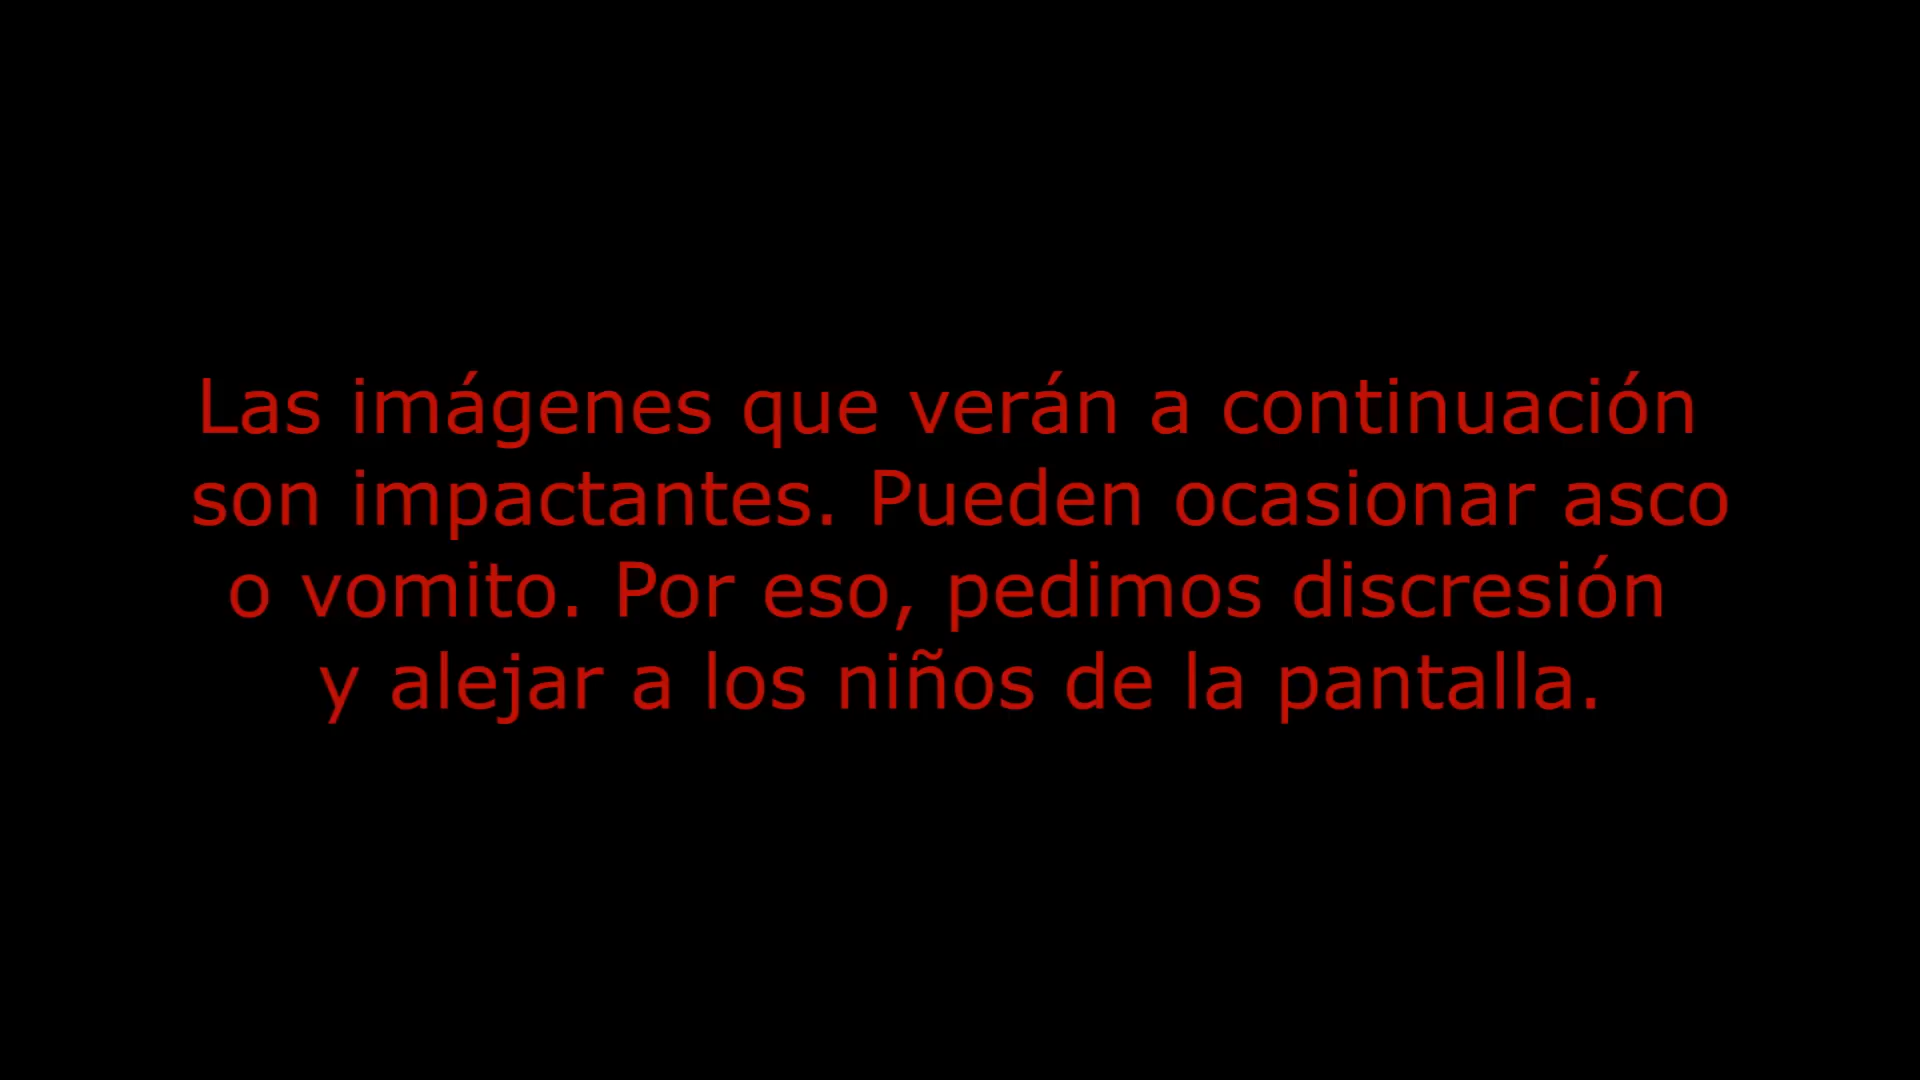 Las imágenes que verán a continuación
son impactantes. Pueden ocasionar asco
o vomito. Por eso, pedimos discresión
y alejar a los niños de la pantalla.